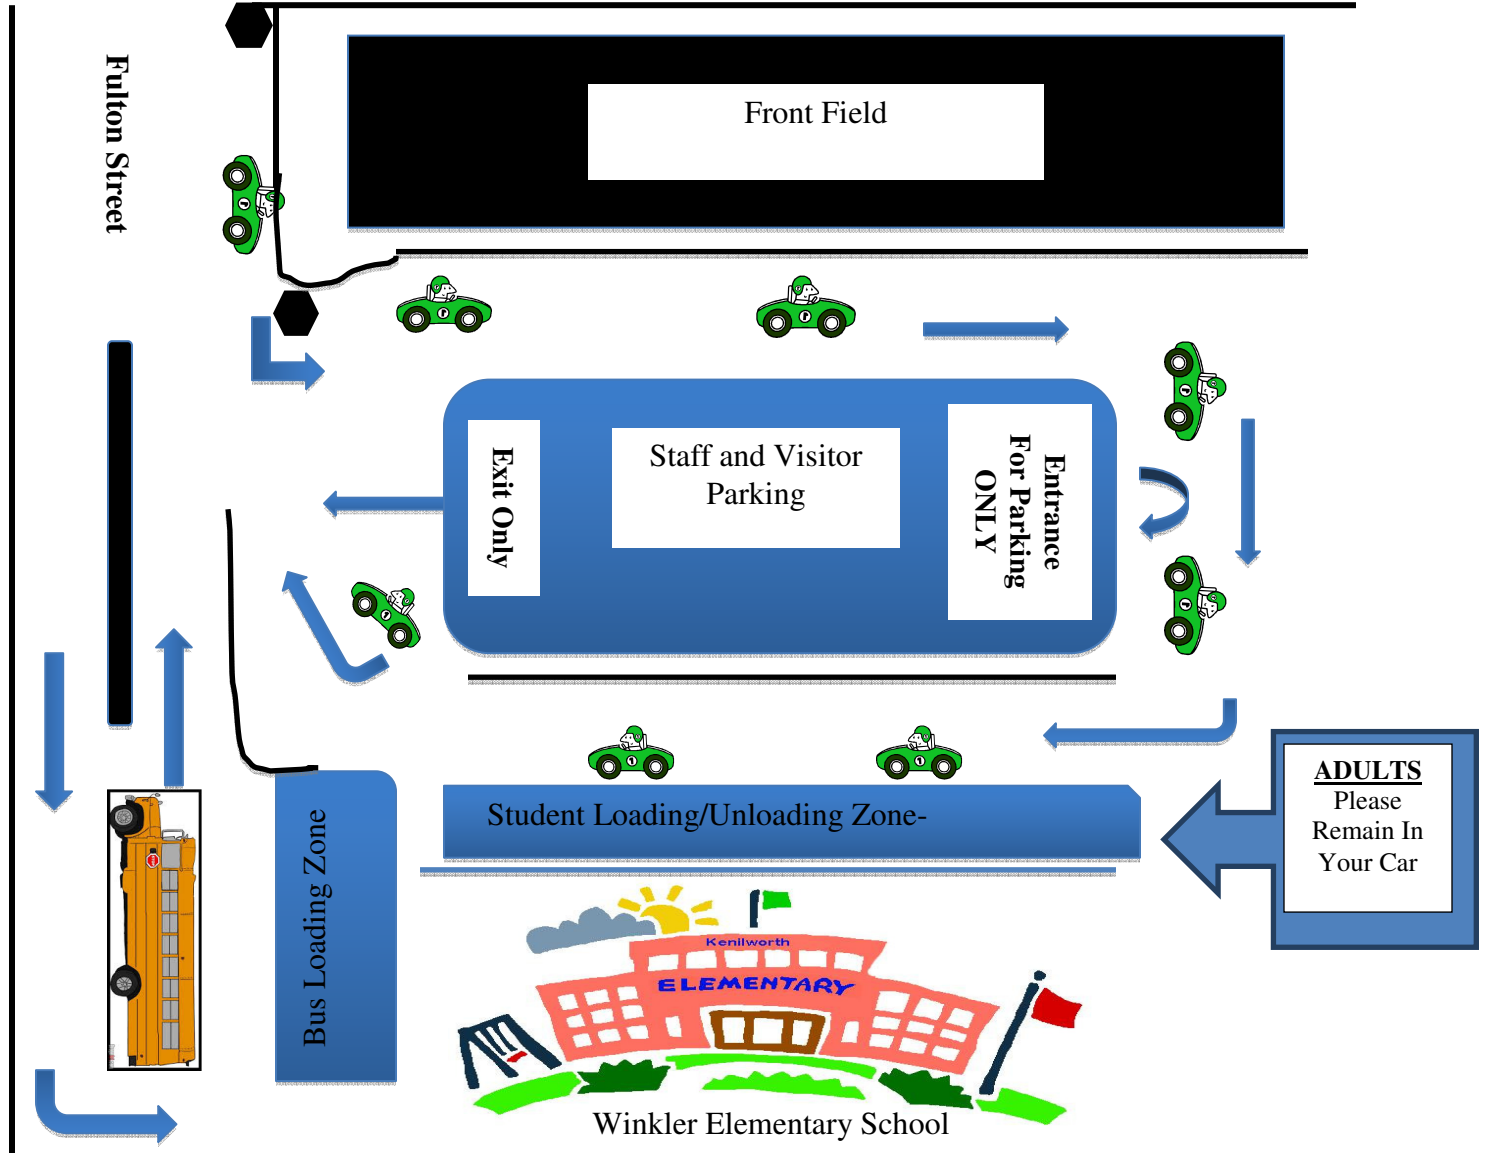 Fulton Street
Front Field
Exit Only
Staff and Visitor
Parking
Entrance
For Parking
ONLY
ADULTS
Please
Remain In
Your Car
Student Loading/Unloading Zone-
Bus Loading Zone
Kenilworth
ELEMENTARY
Winkler Elementary School